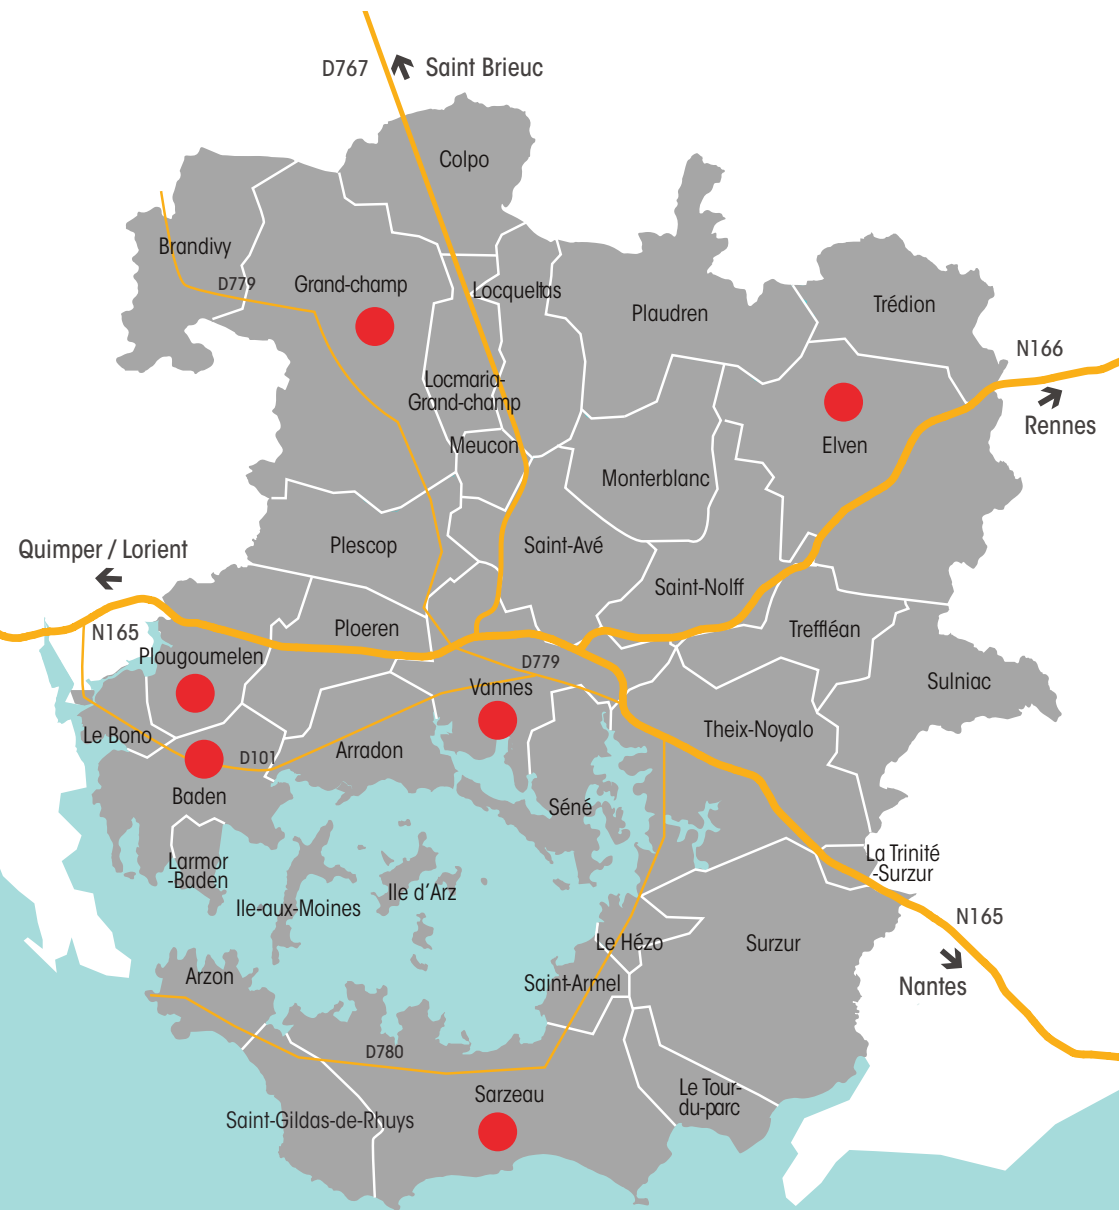 D767
Saint Brieuc
Colpo
Brandivy
D779
Grand-champ
Locqueltas
Plaudren
Trédion
N166
Rennes
Locmaria-
Grand-champ
Meucon
Elven
Monterblanc
Quimper / Lorient
Plescop
Saint-Avé
Saint-Nolff
N165
Ploeren
Treffléan
Plougoumelen
D779
Vannes
Sulniac
Le Bono
D101
Arradon
Theix-Noyalo
Baden
Séné
Larmor
-Baden
La Trinité
-Surzur
Ile-aux-Moines
Ile d'Arz
N165
Le Hézo
Surzur
Nantes
Arzon
Saint-Armel
D780
Sarzeau
Le Tour-
du-parc
Saint-Gildas-de-Rhuys